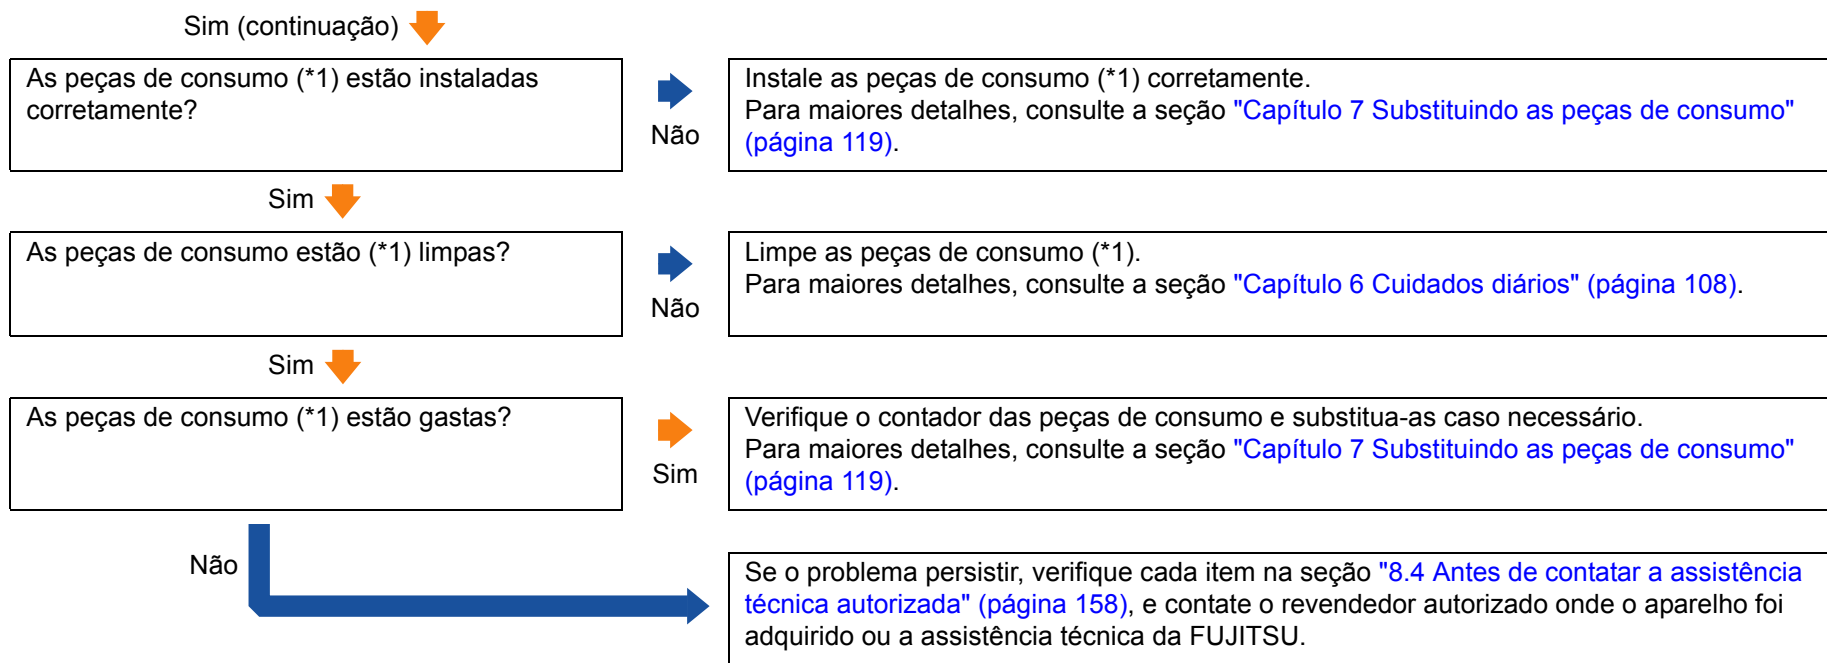 Sim (continuação)
As peças de consumo (*1) estão instaladas
corretamente?
Não
Instale as peças de consumo (*1) corretamente.
Para maiores detalhes, consulte a seção "Capítulo 7 Substituindo as peças de consumo"
(página 119).
Sim
As peças de consumo estão (*1) limpas?
Não
Limpe as peças de consumo (*1).
Para maiores detalhes, consulte a seção "Capítulo 6 Cuidados diários" (página 108).
Sim
As peças de consumo (*1) estão gastas?
Sim
Verifique o contador das peças de consumo e substitua-as caso necessário.
Para maiores detalhes, consulte a seção "Capítulo 7 Substituindo as peças de consumo"
(página 119).
Não
Se o problema persistir, verifique cada item na seção "8.4 Antes de contatar a assistência
técnica autorizada" (página 158), e contate o revendedor autorizado onde o aparelho foi
adquirido ou a assistência técnica da FUJITSU.